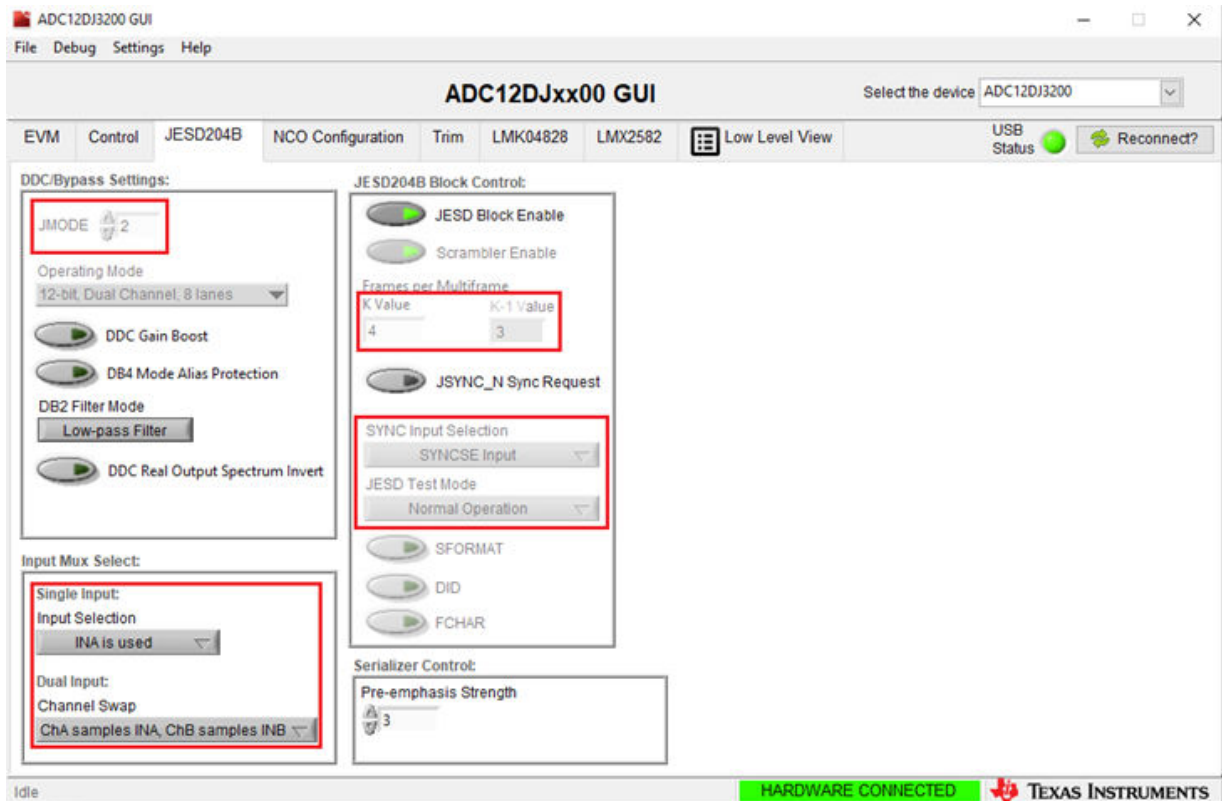 ADC12DJ3200 GUI
File Debug Settings Help
ADC12DJxx00 GUI
Select the device ADC12DJ3200
EVM Control JESD204B NCO Configuration Trim LMK04828 LMX2582 Low Level View
USB Status
Reconnect?
DDC/Bypass Settings:
JMODE 2
Operating Mode
12-bit, Dual Channel, 8 lanes
DDC Gain Boost
DB4 Mode Alias Protection
DB2 Filter Mode
Low-pass Filter
DDC Real Output Spectrum Invert
Input Mux Select:
Single Input:
Input Selection
INA is used
Dual Input:
Channel Swap
ChA samples INA, ChB samples INB
JESD204B Block Control:
JESD Block Enable
Scrambler Enable
Frames per Multiframe
K Value K-1 Value
4 3
JSYNC_N Sync Request
SYNC Input Selection
SYNCSE Input
JESD Test Mode
Normal Operation
SFORMAT
DID
FCHAR
Serializer Control:
Pre-emphasis Strength
3
Idle
HARDWARE CONNECTED
TEXAS INSTRUMENTS